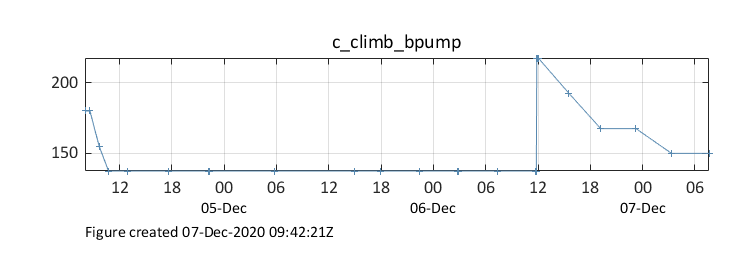 c_climb_bpump
200
150
12 18 00 06 12 18 00 06 12 18 00 06
05-Dec 06-Dec 07-Dec
Figure created 07-Dec-2020 09:42:21Z